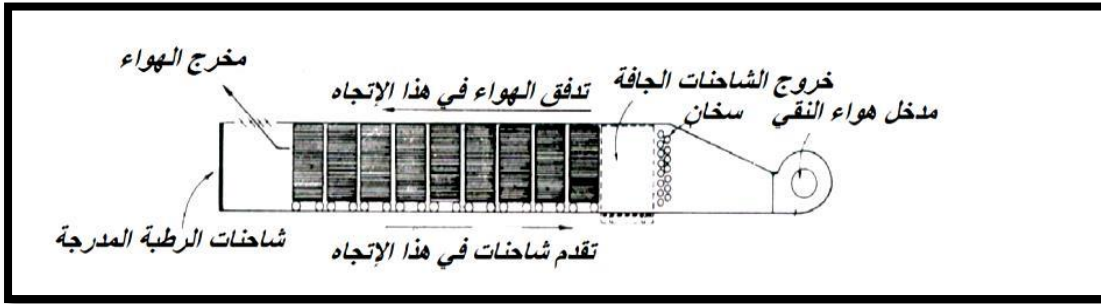 مخرج الهواء
خروج الشاحنات الجافة
تدفق الهواء في هذا الإتجاه
سخان
مدخل هواء النقي
شاحنات الرطبة المدرجة
تقدم شاحنات في هذا الإتجاه